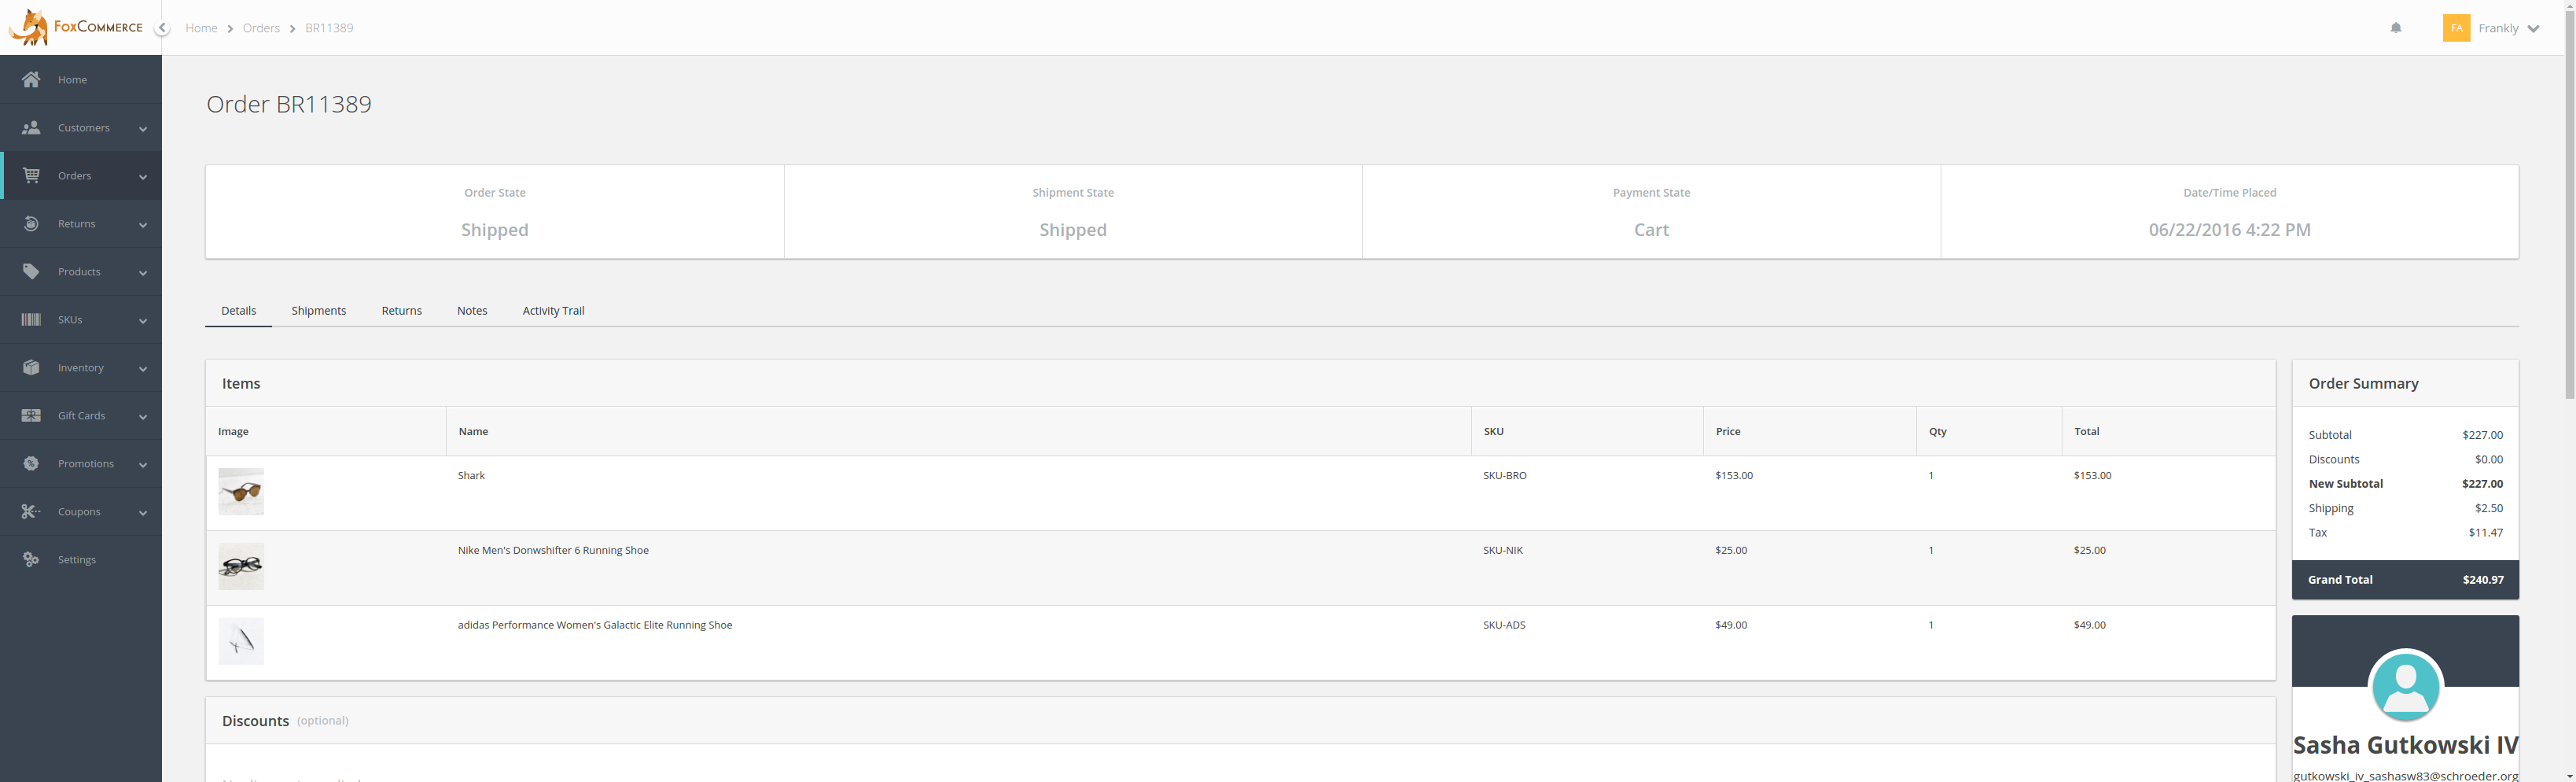 FOXCOMMERCE
Home > Orders > BR11389
FA Frankly
Home
Customers
Orders
Returns
Products
SKUs
Inventory
Gift Cards
Promotions
Coupons
Settings
Order BR11389
Order State
Shipped
Shipment State
Shipped
Payment State
Cart
Date/Time Placed
06/22/2016 4:22 PM
Details Shipments Returns Notes Activity Trail
Items
Image Name SKU Price Qty Total
Shark SKU-BRO $153.00 1 $153.00
Nike Men's Donwshifter 6 Running Shoe SKU-NIK $25.00 1 $25.00
adidas Performance Women's Galactic Elite Running Shoe SKU-ADS $49.00 1 $49.00
Discounts (optional)
Order Summary
Subtotal $227.00
Discounts $0.00
New Subtotal $227.00
Shipping $2.50
Tax $11.47
Grand Total $240.97
Sasha Gutkowski IV
gutkowski_iv_sashasw83@schroeder.org